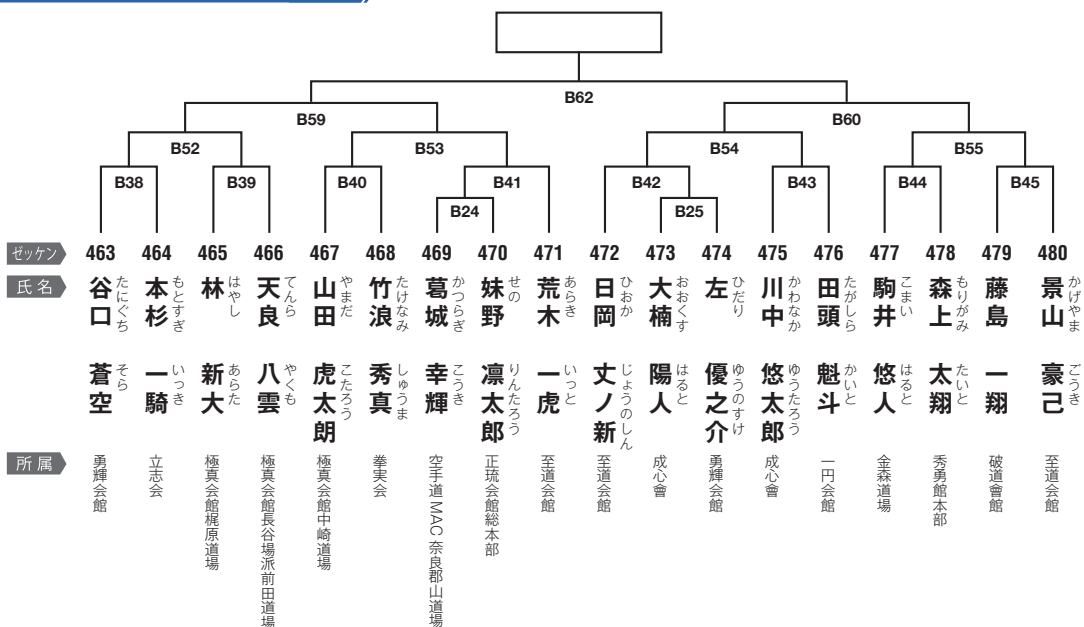 B62
B59
B60
B52
B53
B54
B55
B38
B39
B40
B41
B42
B43
B44
B45
B24
B25
ゼッケン
463
464
465
466
467
468
469
470
471
472
473
474
475
476
477
478
479
480
氏名
谷口 蒼空
たにぐち そら
本杉 一騎
もとすぎ いっき
林 新大
はやし あらた
天良 八雲
てんら やくも
山田 虎太朗
やまだ こたろう
竹浪 秀真
たけなみ しゅうま
葛城 幸輝
かつらぎ こうき
妹野 凛太郎
せの りんたろう
荒木 一虎
あらき いっと
日岡 丈ノ新
ひおか じょうのしん
大楠 陽人
おおくす はると
左 優之介
ひだり ゆうのすけ
川中 悠太郎
かわなか ゆうたろう
田頭 魁斗
たがしら かいと
駒井 悠人
こまい はると
森上 太翔
もりがみ たいと
藤島 一翔
景山 豪己
かげやま ごうき
所属
勇輝会館
立志会
極真会館梶原道場
極真会館長谷場派前田道場
極真会館中崎道場
拳実会
空手道 MAC 奈良郡山道場
正琉会館総本部
至道会館
至道会館
成心會
勇輝会館
成心會
一円会館
金森道場
秀勇館本部
破道會館
至道会館